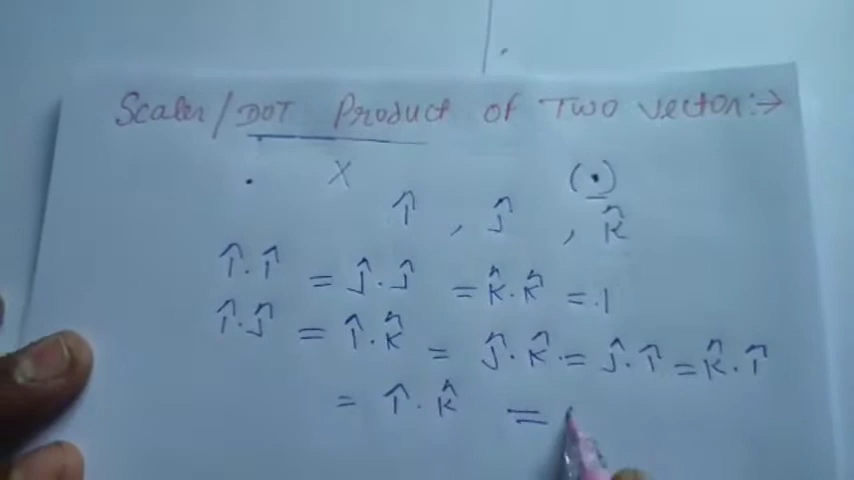 Scaler/DOT Product of Two vector:→
. X (·)
î , ĵ , k̂
î.î = ĵ.ĵ = k̂.k̂ = 1
î.ĵ = î.k̂ = ĵ.k̂ = ĵ.î = k̂.î
= î.k̂ =